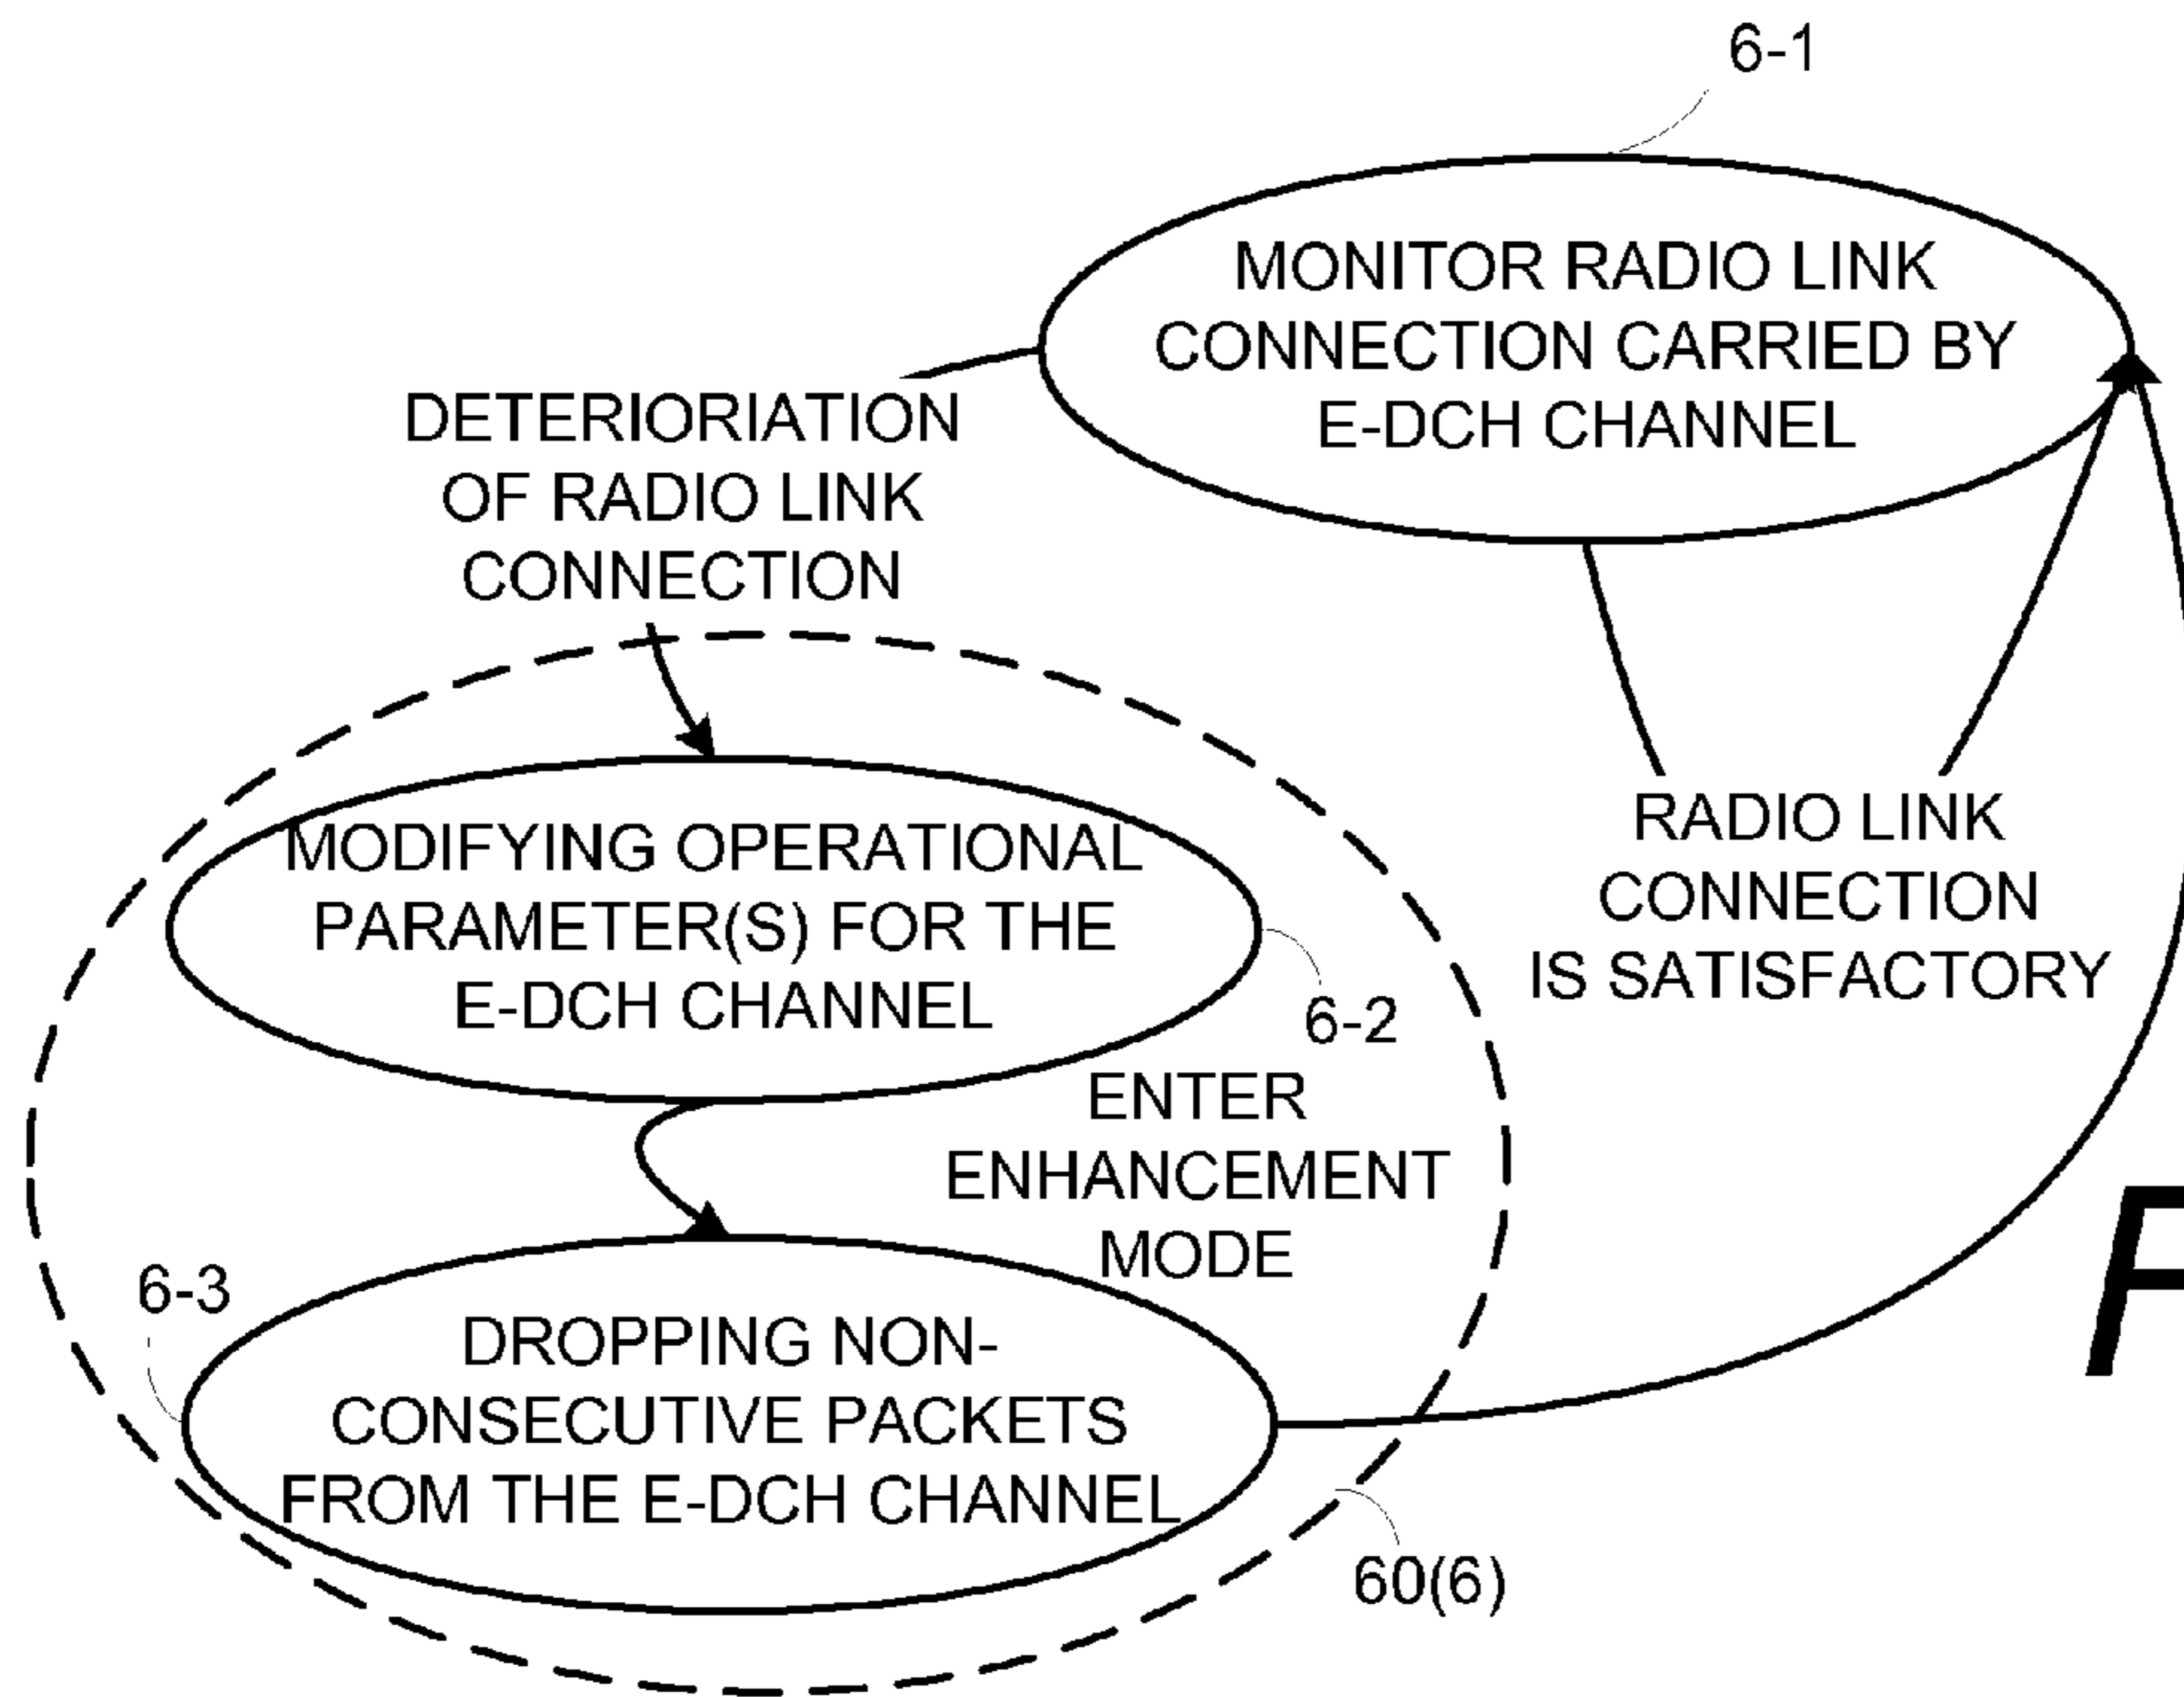 6-1
MONITOR RADIO LINK
CONNECTION CARRIED BY
E-DCH CHANNEL
DETERIORIATION
OF RADIO LINK
CONNECTION
RADIO LINK
CONNECTION
IS SATISFACTORY
MODIFYING OPERATIONAL
PARAMETER(S) FOR THE
E-DCH CHANNEL
6-2
ENTER
ENHANCEMENT
MODE
6-3
DROPPING NON-
CONSECUTIVE PACKETS
FROM THE E-DCH CHANNEL
60(6)
F